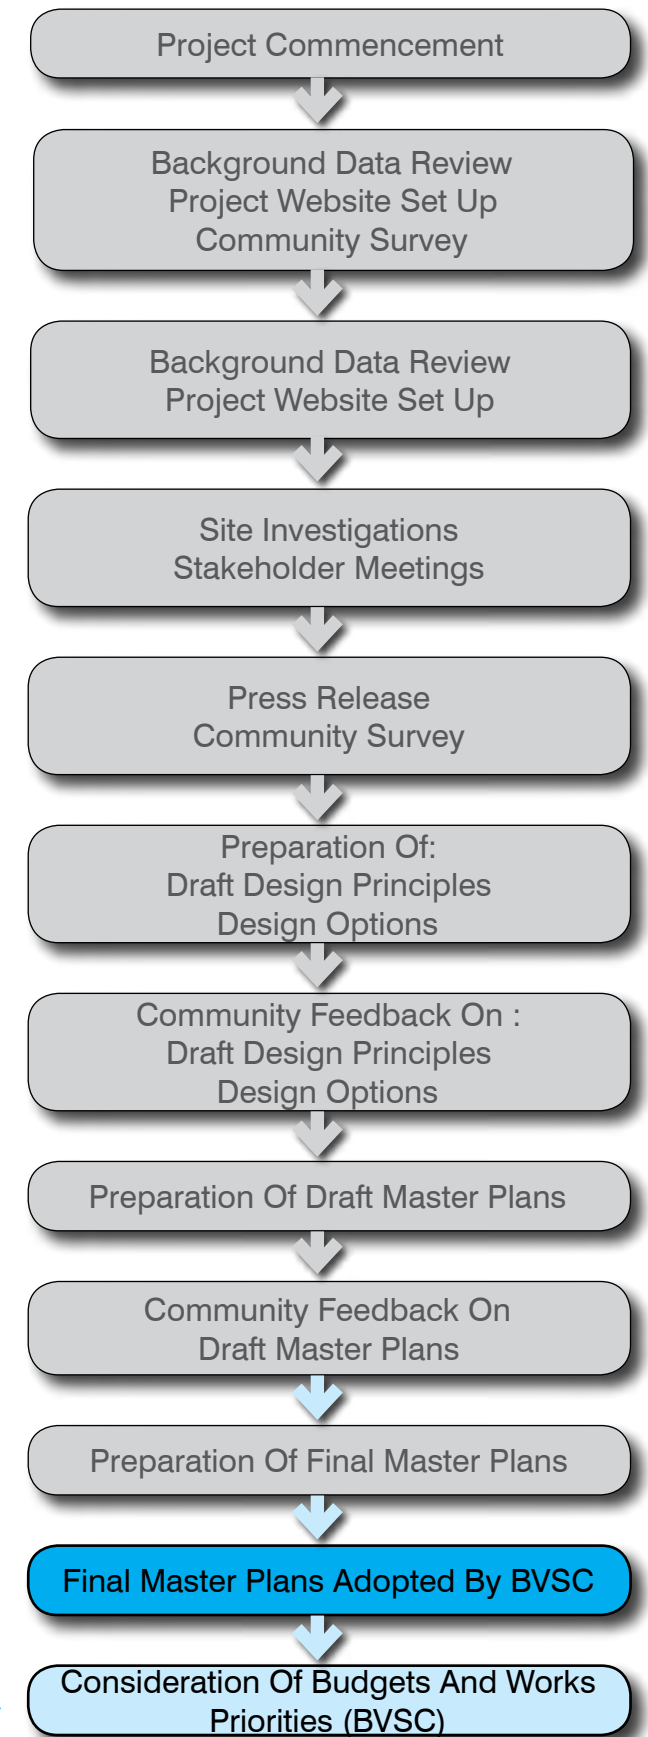 Project Commencement
Background Data Review
Project Website Set Up
Community Survey
Background Data Review
Project Website Set Up
Site Investigations
Stakeholder Meetings
Press Release
Community Survey
Preparation Of:
Draft Design Principles
Design Options
Community Feedback On :
Draft Design Principles
Design Options
Preparation Of Draft Master Plans
Community Feedback On
Draft Master Plans
Preparation Of Final Master Plans
Final Master Plans Adopted By BVSC
Consideration Of Budgets And Works
Priorities (BVSC)